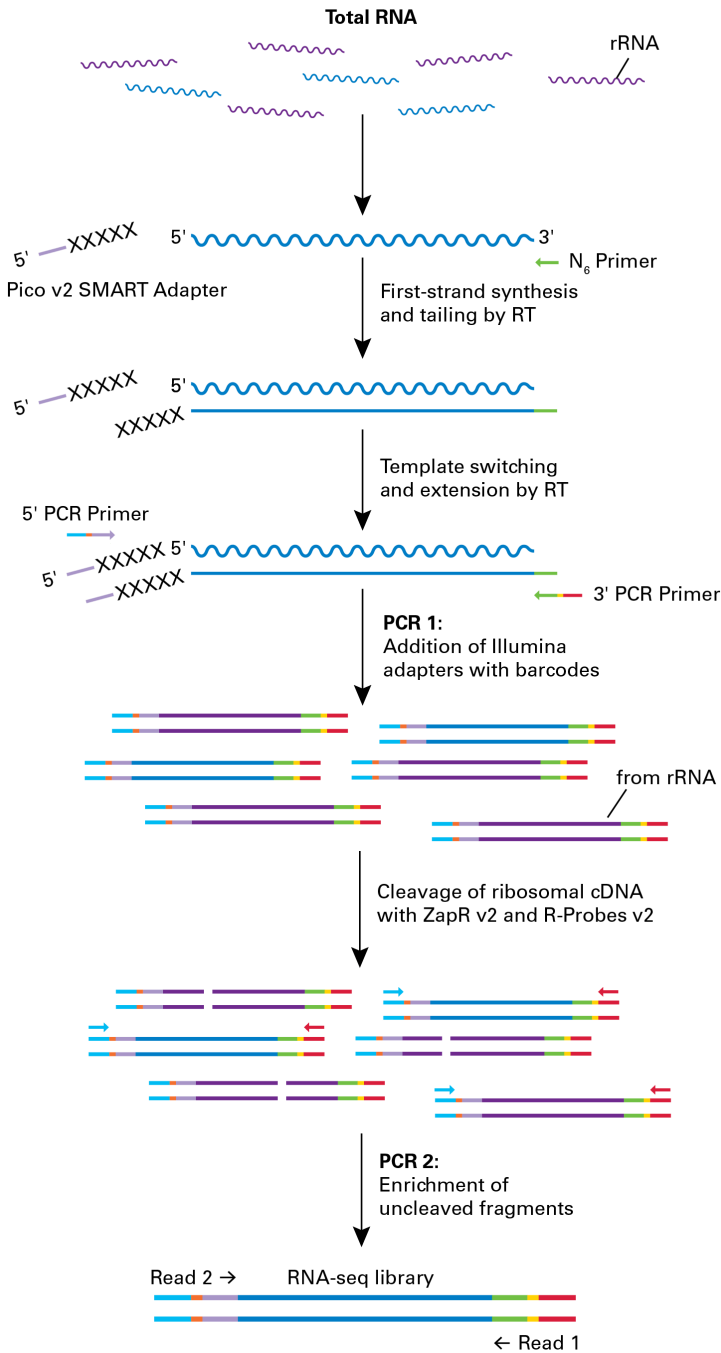 Total RNA
rRNA
XXXXX
5'
3'
5'
N6 Primer
Pico v2 SMART Adapter
First-strand synthesis
and tailing by RT
XXXXX
5'
5'
XXXXX
Template switching
and extension by RT
5' PCR Primer
XXXXX
5'
5'
XXXXX
3' PCR Primer
PCR 1:
Addition of Illumina
adapters with barcodes
from rRNA
Cleavage of ribosomal cDNA
with ZapR v2 and R-Probes v2
PCR 2:
Enrichment of
uncleaved fragments
Read 2 →
RNA-seq library
← Read 1